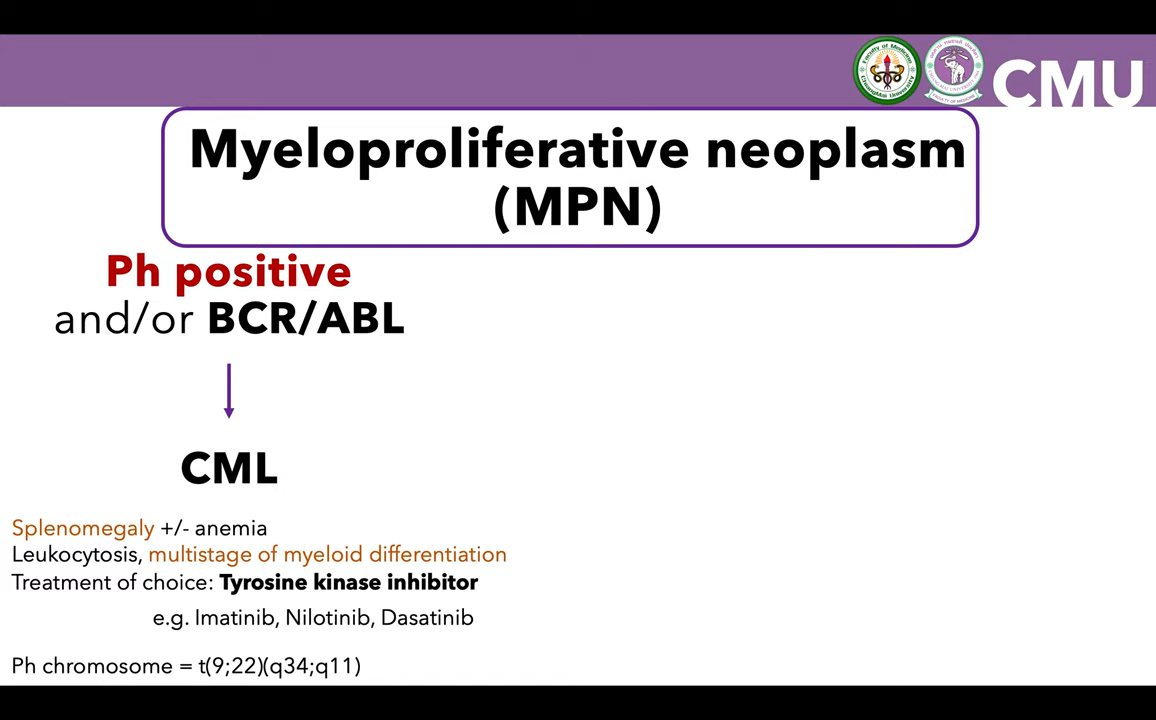 CMU
Myeloproliferative neoplasm
(MPN)
Ph positive
and/or BCR/ABL
CML
Splenomegaly +/- anemia
Leukocytosis, multistage of myeloid differentiation
Treatment of choice: Tyrosine kinase inhibitor
e.g. Imatinib, Nilotinib, Dasatinib
Ph chromosome = t(9;22)(q34;q11)